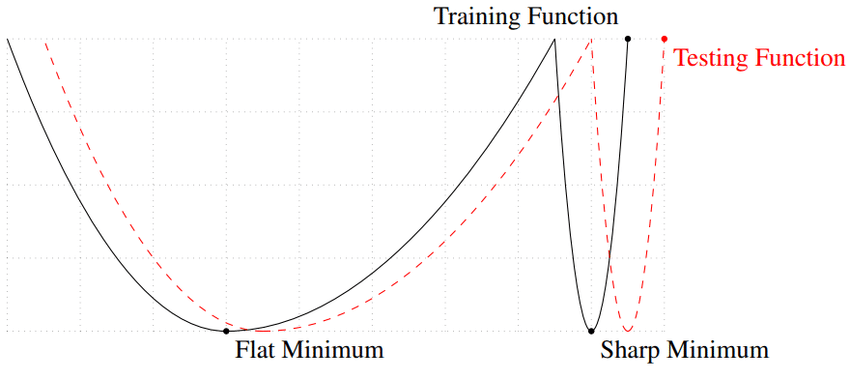 Training Function
Testing Function
Flat Minimum
Sharp Minimum